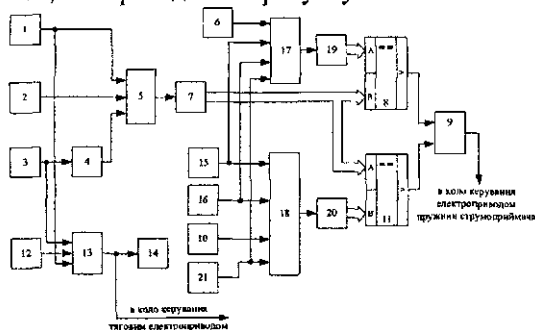 1
6
17
19
A
==
B
8
2
5
7
9
3
4
15
A
==
B
11
16
18
20
10
12
13
14
21
в коло керування
електроприводом
пружини струмоприймача
в коло керування
тяговим електроприводом